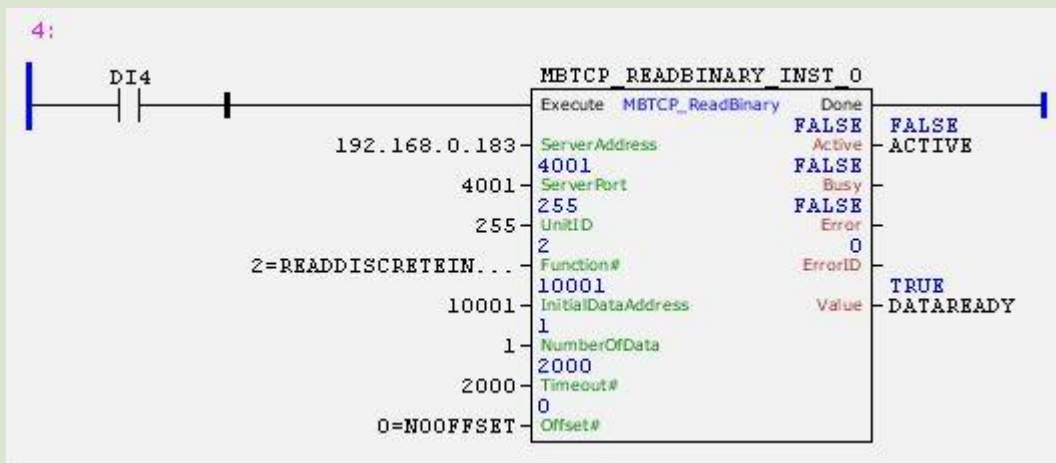 4:
DI4
MBTCP_READBINARY_INST_0
Execute MBTCP_ReadBinary Done
FALSE FALSE
192.168.0.183 ServerAddress Active ACTIVE
4001 FALSE
4001 ServerPort Busy
255 FALSE
255 UnitID Error
2 0
2=READDISCRETEIN... Function# ErrorID
10001 TRUE
10001 InitialDataAddress Value DATAREADY
1
1 NumberOfData
2000
2000 Timeout#
0
0=NOOFFSET Offset#